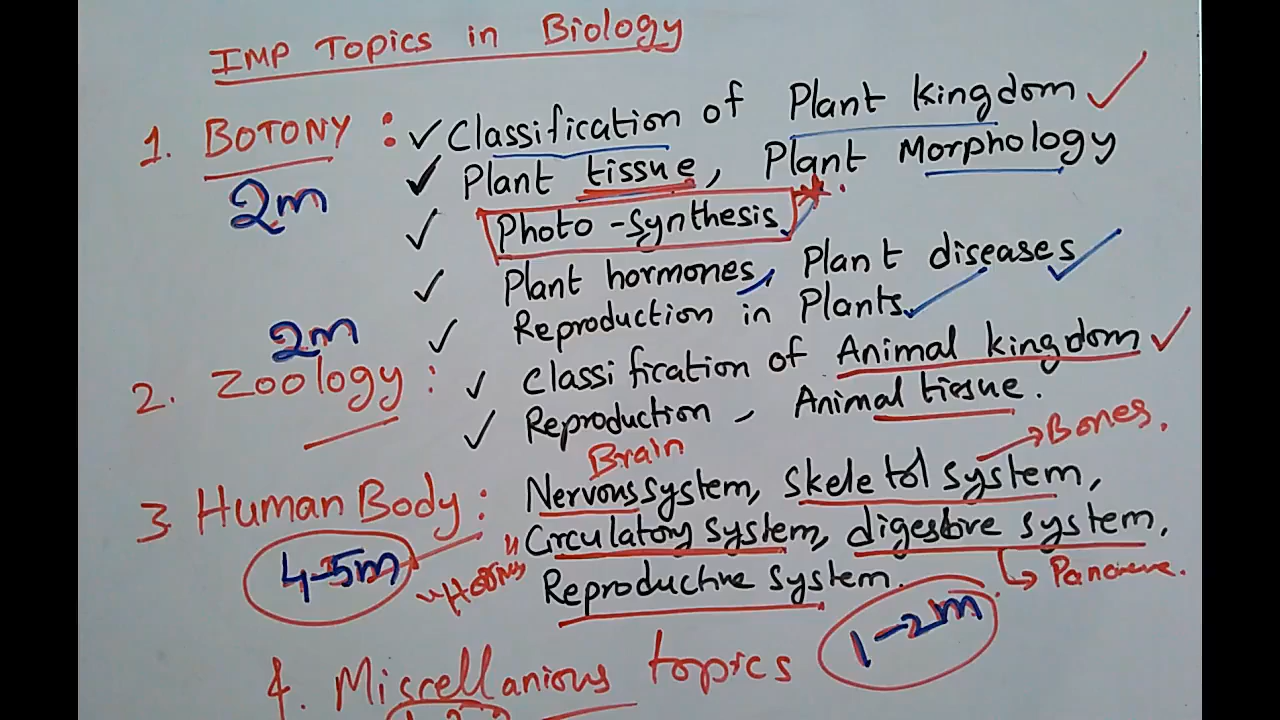 IMP Topics in Biology
1. BOTONY : ✓ Classification of Plant kingdom ✓
2m ✓ Plant tissue, Plant Morphology
✓ Photo-synthesis
✓ Plant hormones, Plant diseases ✓
✓ Reproduction in Plants ✓
2m
2. Zoology : ✓ Classification of Animal kingdom ✓
✓ Reproduction, Animal tissue.
Brain → Bones.
3 Human Body : Nervous system, Skeletol system,
Circulatory system, digestive system.
4-5m Reproductive system.
1-2m
4. Miscellanious topics